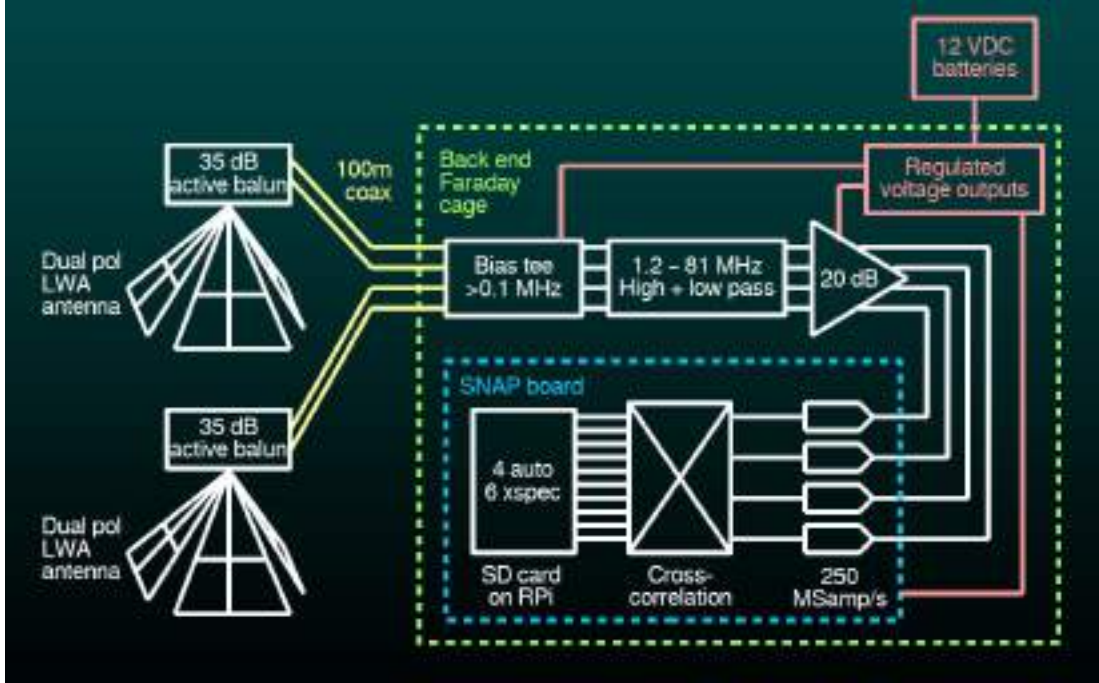 12 VDC
batteries
35 dB
active balun
100m
coax
Back end
Faraday
cage
Regulated
voltage outputs
Dual pol
LWA
antenna
Bias tee
>0.1 MHz
1.2 – 81 MHz
High + low pass
20 dB
SNAP board
35 dB
active balun
4 auto
6 xspec
Dual pol
LWA
antenna
SD card
on RPi
Cross-
correlation
250
MSamp/s